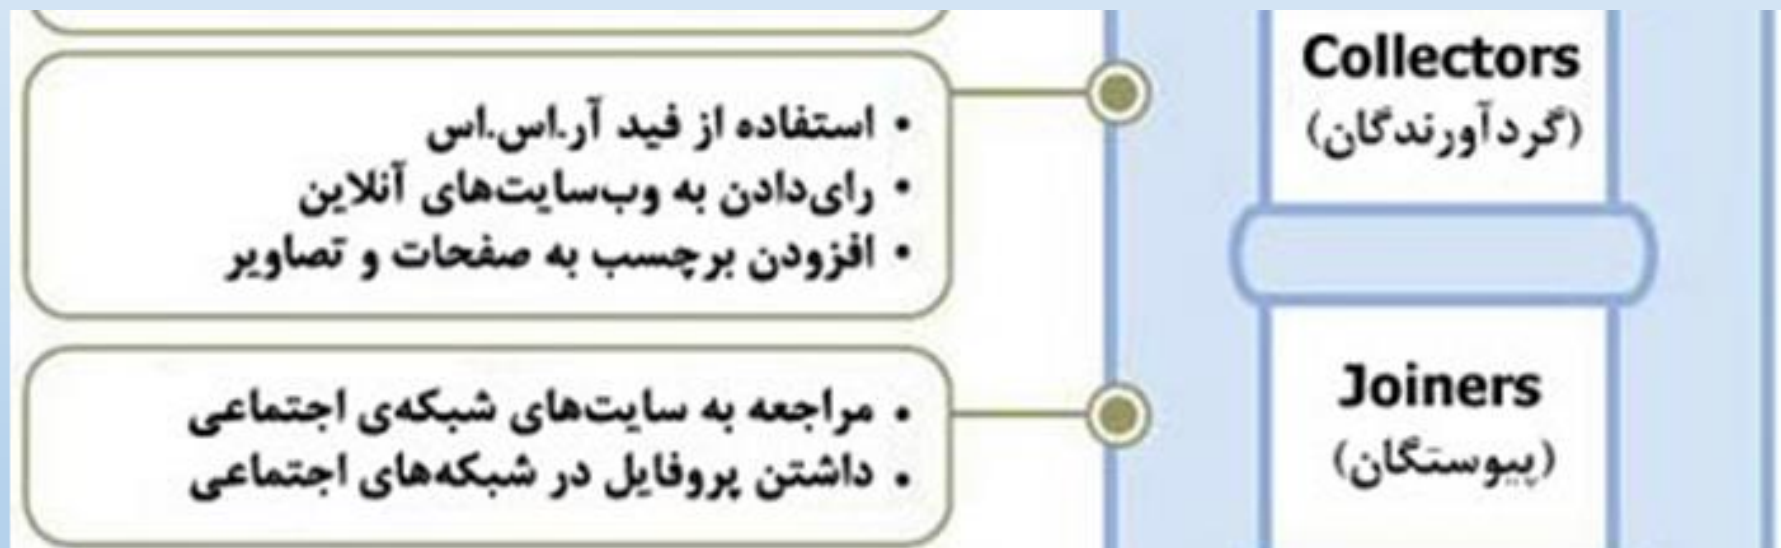 Collectors
(گردآورندگان)
• استفاده از فید آر.اس.اس
• رای‌دادن به وب‌سایت‌های آنلاین
• افزودن برچسب به صفحات و تصاویر
Joiners
(پیوستگان)
• مراجعه به سایت‌های شبکه‌ی اجتماعی
• داشتن پروفایل در شبکه‌های اجتماعی